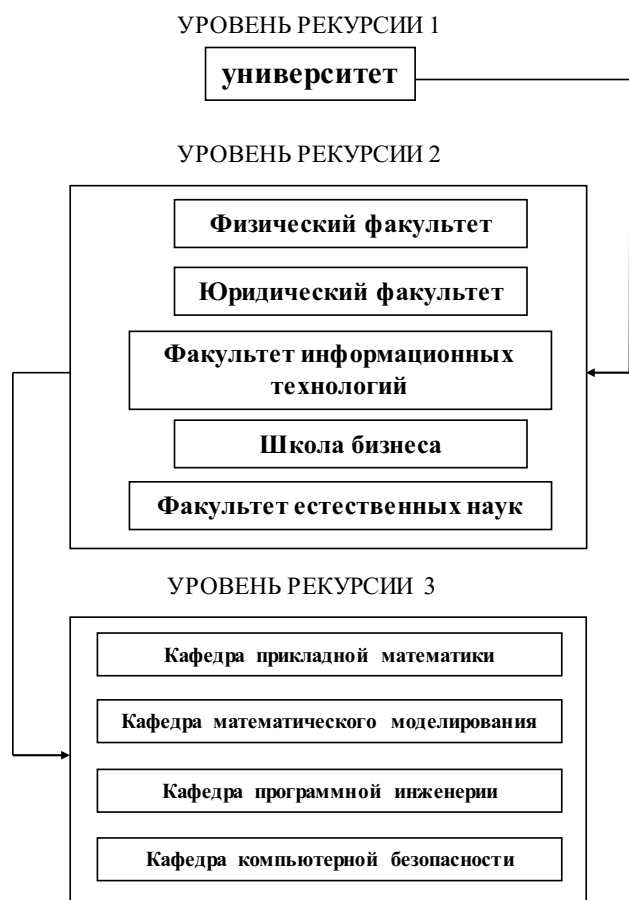 УРОВЕНЬ РЕКУРСИИ 1
университет
УРОВЕНЬ РЕКУРСИИ 2
Физический факультет
Юридический факультет
Факультет информационных
технологий
Школа бизнеса
Факультет естественных наук
УРОВЕНЬ РЕКУРСИИ 3
Кафедра прикладной математики
Кафедра математического моделирования
Кафедра программной инженерии
Кафедра компьютерной безопасности